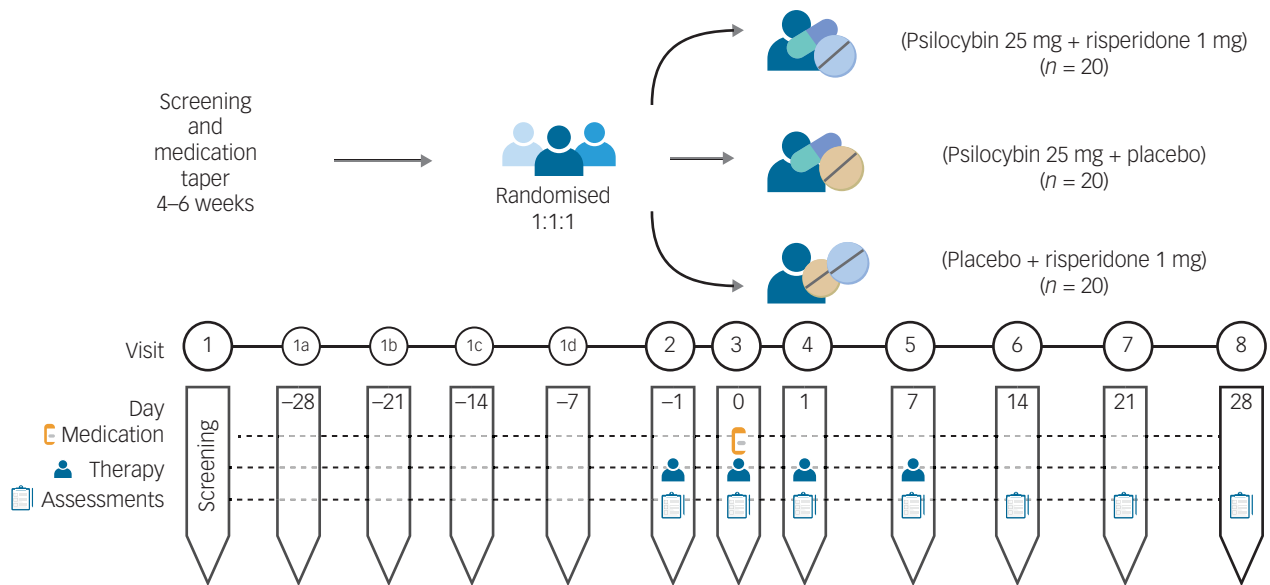 Screening
and
medication
taper
4–6 weeks
Randomised
1:1:1
(Psilocybin 25 mg + risperidone 1 mg)
(n = 20)
(Psilocybin 25 mg + placebo)
(n = 20)
(Placebo + risperidone 1 mg)
(n = 20)
Visit 1 1a 1b 1c 1d 2 3 4 5 6 7 8
Day –28 –21 –14 –7 –1 0 1 7 14 21 28
Screening
Medication
Therapy
Assessments